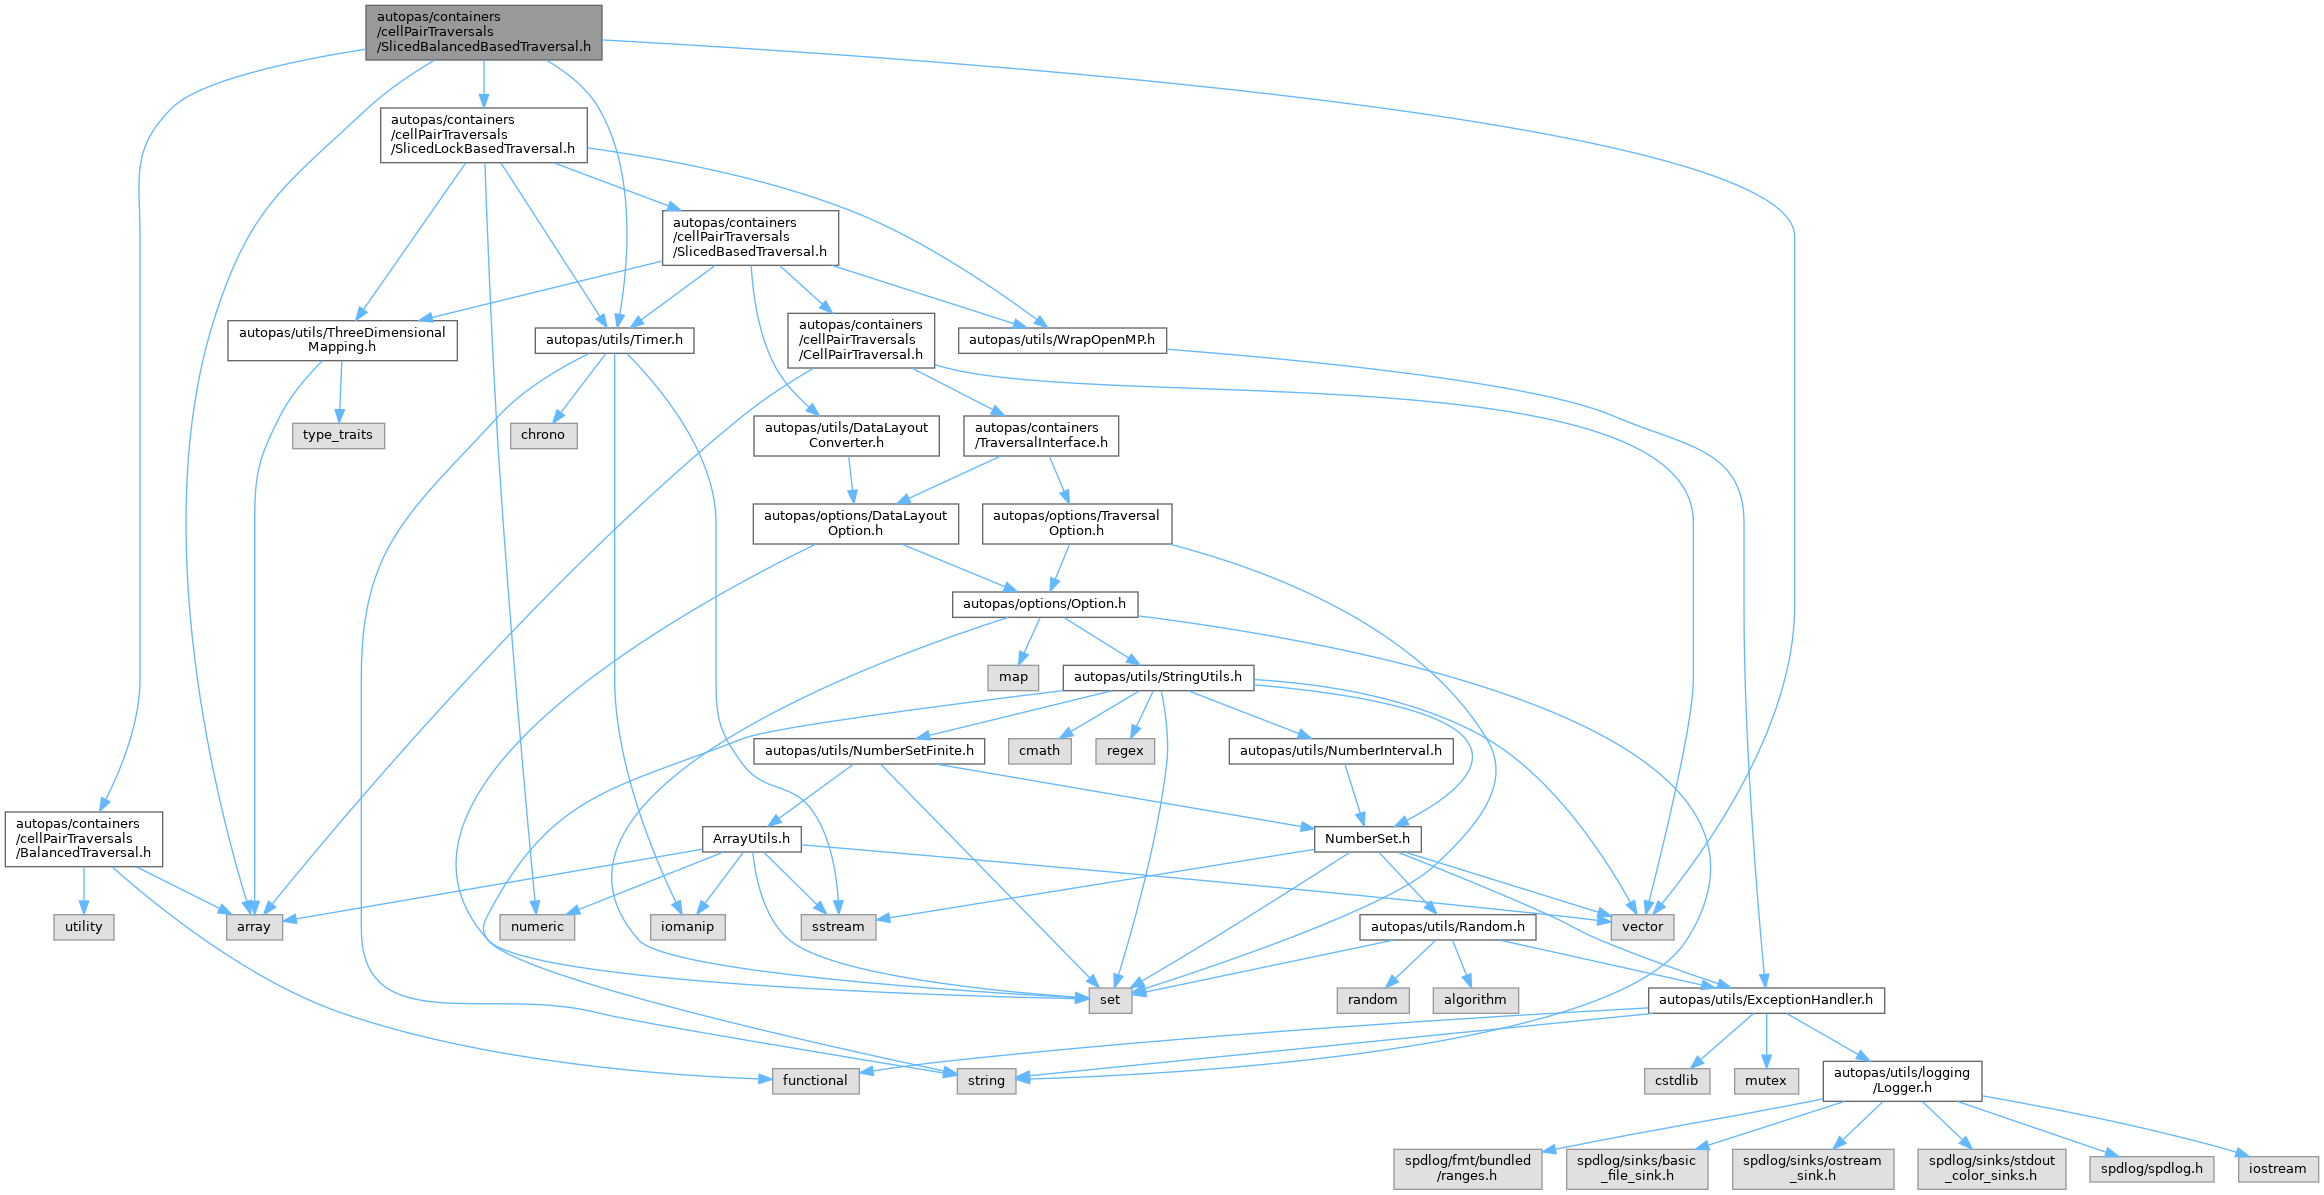 autopas/containers
/cellPairTraversals
/SlicedBalancedBasedTraversal.h
autopas/containers
/cellPairTraversals
/SlicedLockBasedTraversal.h
autopas/containers
/cellPairTraversals
/SlicedBasedTraversal.h
autopas/utils/ThreeDimensional
Mapping.h
autopas/utils/Timer.h
autopas/containers
/cellPairTraversals
/CellPairTraversal.h
autopas/utils/WrapOpenMP.h
type_traits
chrono
autopas/utils/DataLayout
Converter.h
autopas/containers
/TraversalInterface.h
autopas/options/DataLayout
Option.h
autopas/options/Traversal
Option.h
autopas/options/Option.h
map
autopas/utils/StringUtils.h
autopas/utils/NumberSetFinite.h
cmath
regex
autopas/utils/NumberInterval.h
autopas/containers
/cellPairTraversals
/BalancedTraversal.h
ArrayUtils.h
NumberSet.h
utility
array
numeric
iomanip
sstream
autopas/utils/Random.h
vector
set
random
algorithm
autopas/utils/ExceptionHandler.h
functional
string
cstdlib
mutex
autopas/utils/logging
/Logger.h
spdlog/fmt/bundled
/ranges.h
spdlog/sinks/basic
_file_sink.h
spdlog/sinks/ostream
_sink.h
spdlog/sinks/stdout
_color_sinks.h
spdlog/spdlog.h
iostream